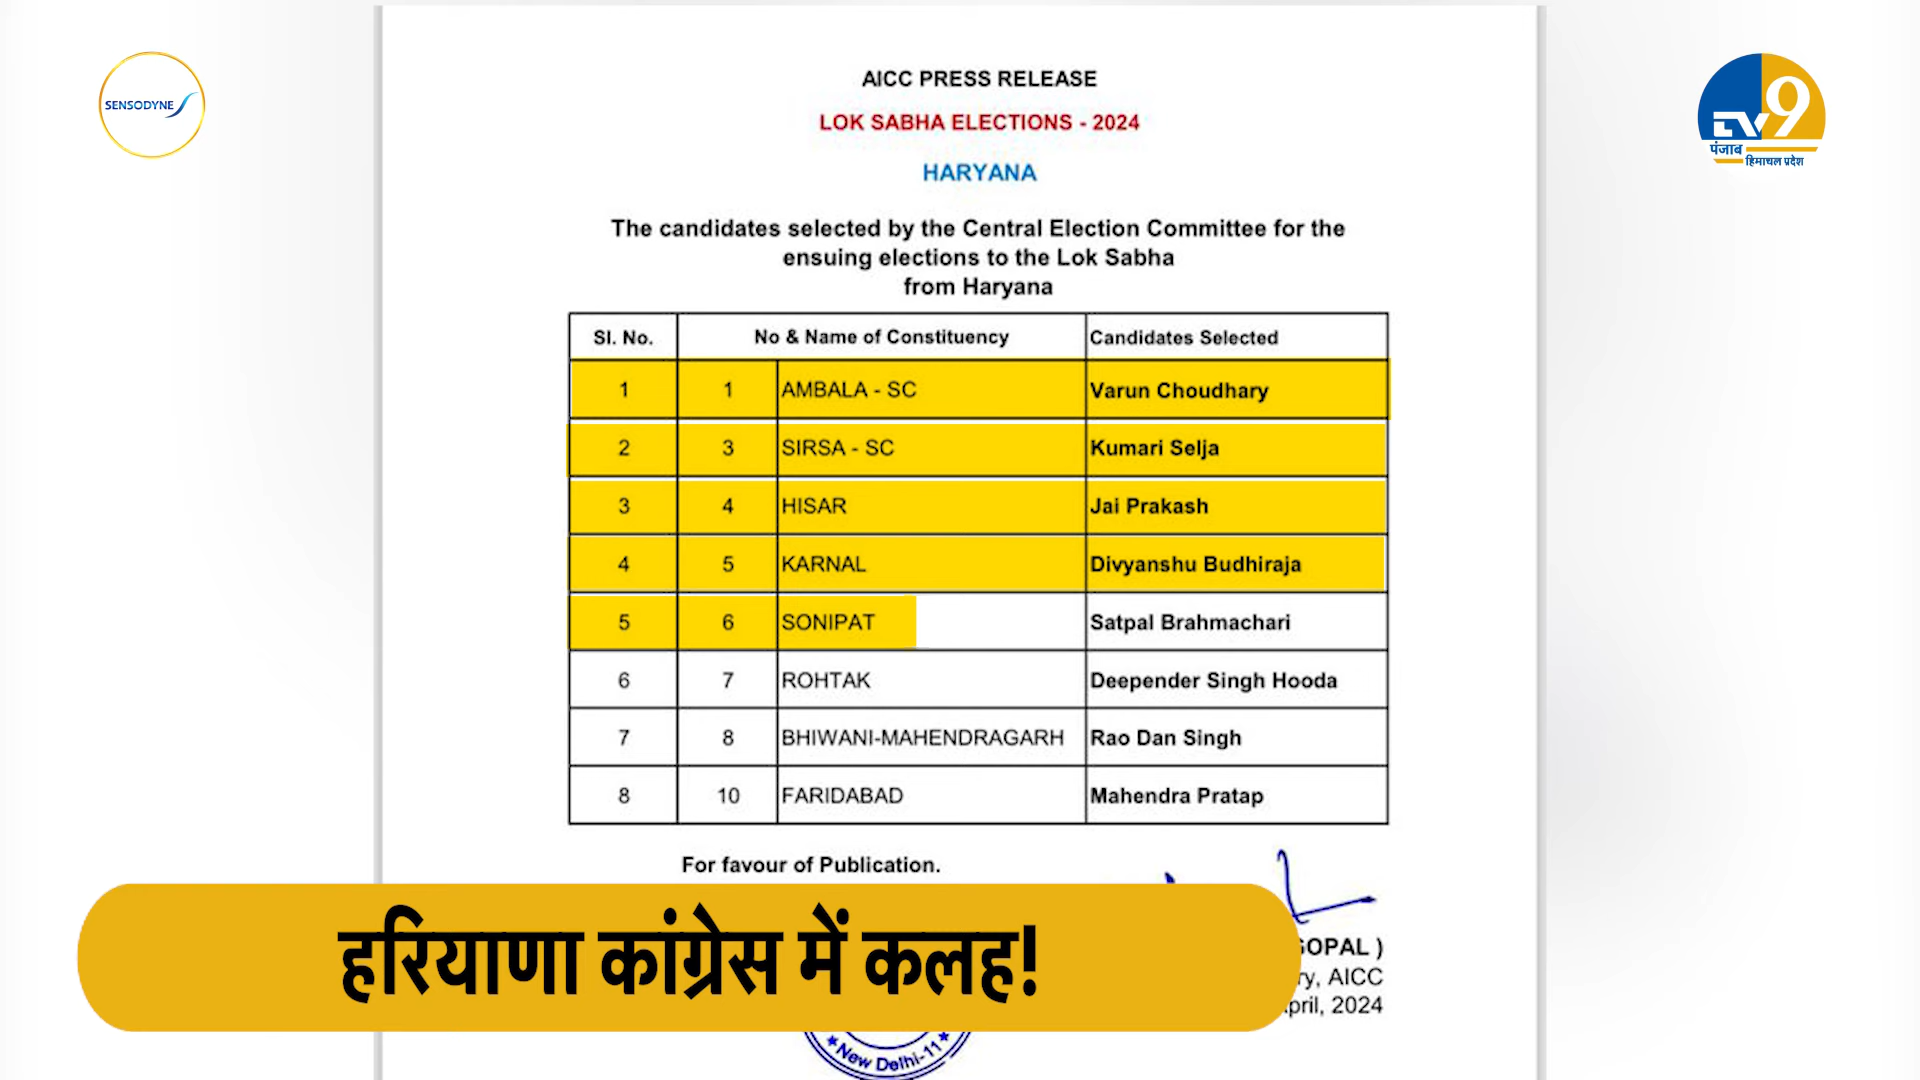 SENSODYNE
TV9
पंजाब
हिमाचल प्रदेश
AICC PRESS RELEASE
LOK SABHA ELECTIONS - 2024
HARYANA
The candidates selected by the Central Election Committee for the
ensuing elections to the Lok Sabha
from Haryana
Sl. No. No & Name of Constituency Candidates Selected
1 1 AMBALA - SC Varun Choudhary
2 3 SIRSA - SC Kumari Selja
3 4 HISAR Jai Prakash
4 5 KARNAL Divyanshu Budhiraja
5 6 SONIPAT Satpal Brahmachari
6 7 ROHTAK Deepender Singh Hooda
7 8 BHIWANI-MAHENDRAGARH Rao Dan Singh
8 10 FARIDABAD Mahendra Pratap
For favour of Publication.
हरियाणा कांग्रेस में कलह!
OPAL )
AICC
2024
New Delhi-11